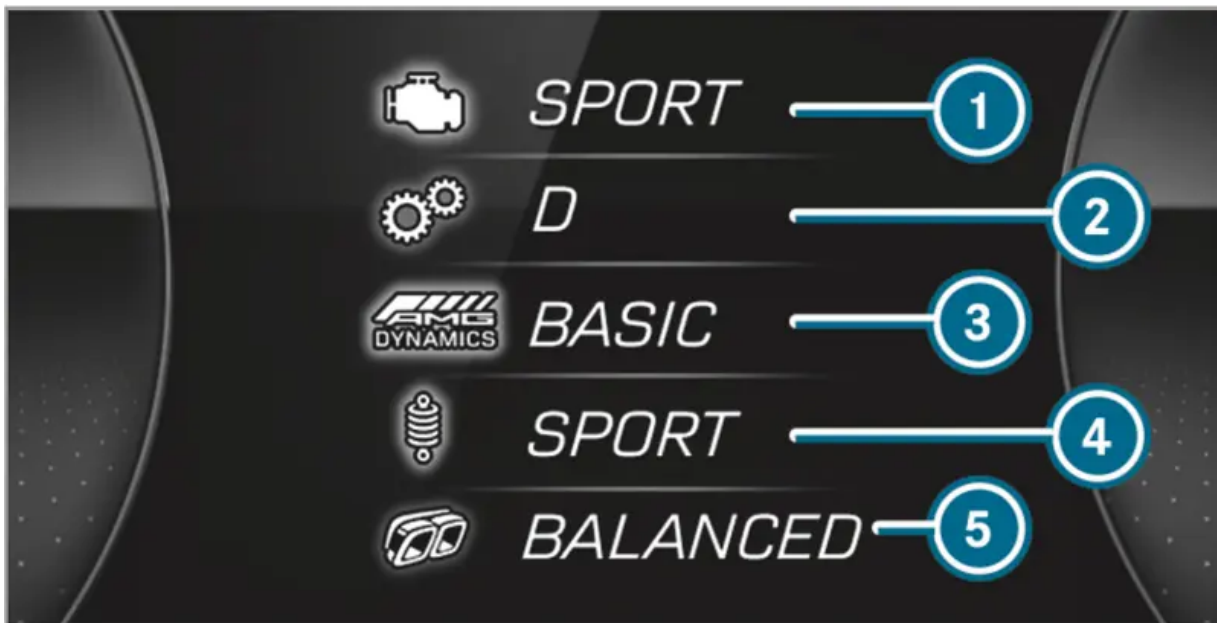 SPORT 1
D 2
AMG
DYNAMICS BASIC 3
SPORT 4
BALANCED 5